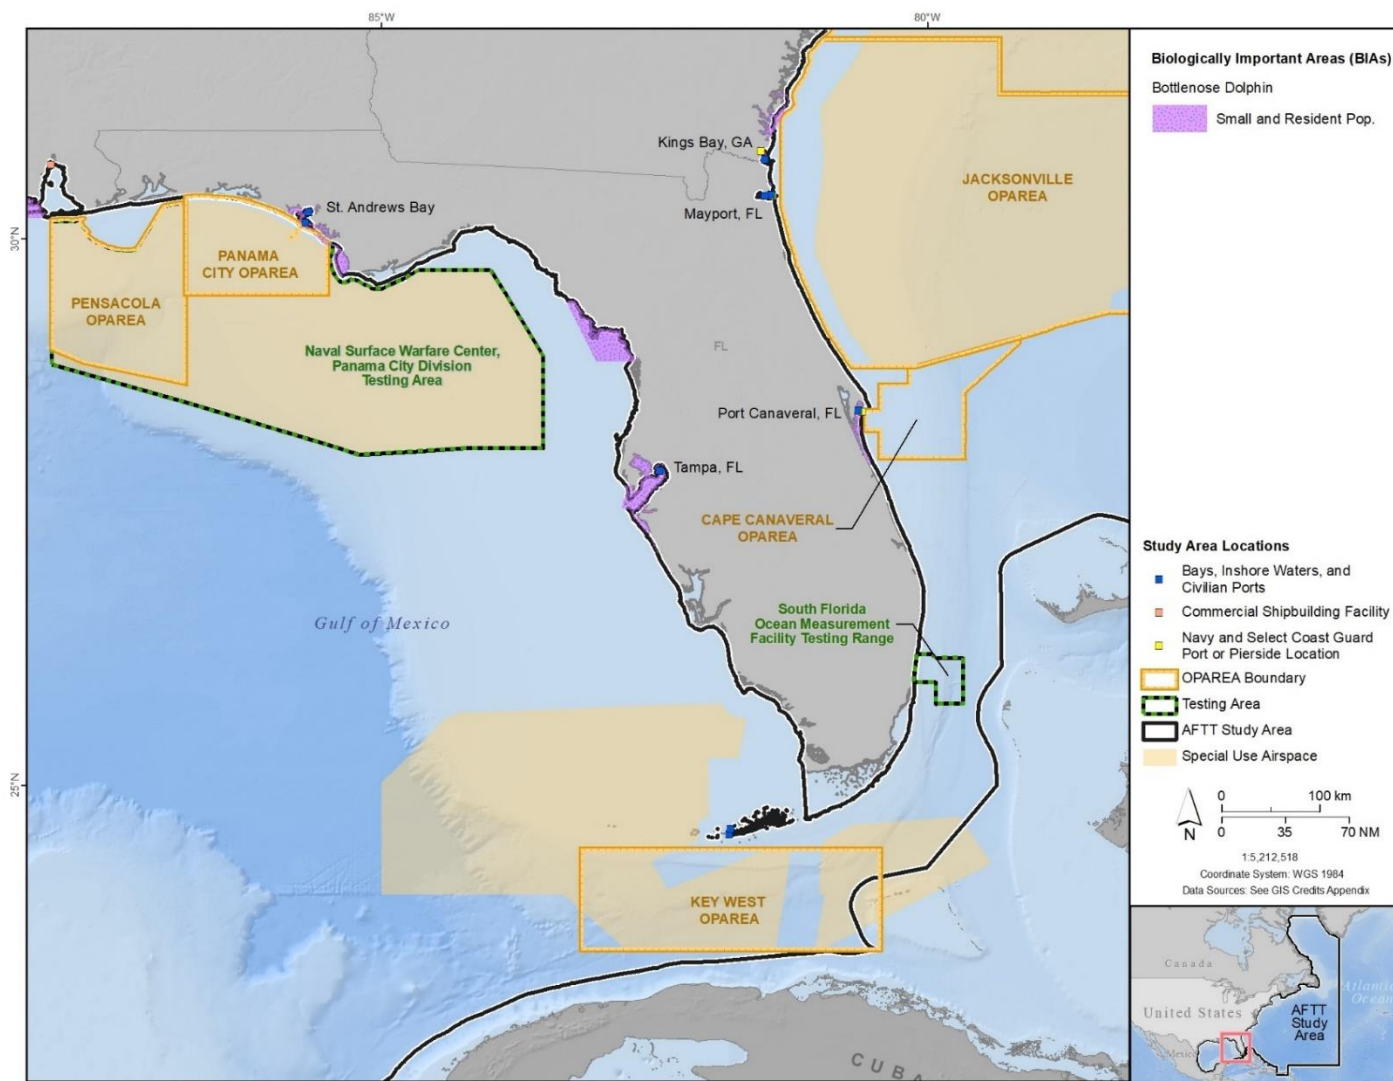 85°W
80°W
30°N
25°N
Kings Bay, GA
Mayport, FL
JACKSONVILLE
OPAREA
St. Andrews Bay
PANAMA
CITY OPAREA
PENSACOLA
OPAREA
Naval Surface Warfare Center,
Panama City Division
Testing Area
FL
Port Canaveral, FL
Tampa, FL
CAPE CANAVERAL
OPAREA
Gulf of Mexico
South Florida
Ocean Measurement
Facility Testing Range
KEY WEST
OPAREA
CUBA
Biologically Important Areas (BIAs)
Bottlenose Dolphin
Small and Resident Pop.
Study Area Locations
Bays, Inshore Waters, and
Civilian Ports
Commercial Shipbuilding Facility
Navy and Select Coast Guard
Port or Pierside Location
OPAREA Boundary
Testing Area
AFTT Study Area
Special Use Airspace
N
0 100 km
0 35 70 NM
1:5,212,518
Coordinate System: WGS 1984
Data Sources: See GIS Credits Appendix
Canada
United States
Mexico
Atlantic
Ocean
AFTT
Study
Area